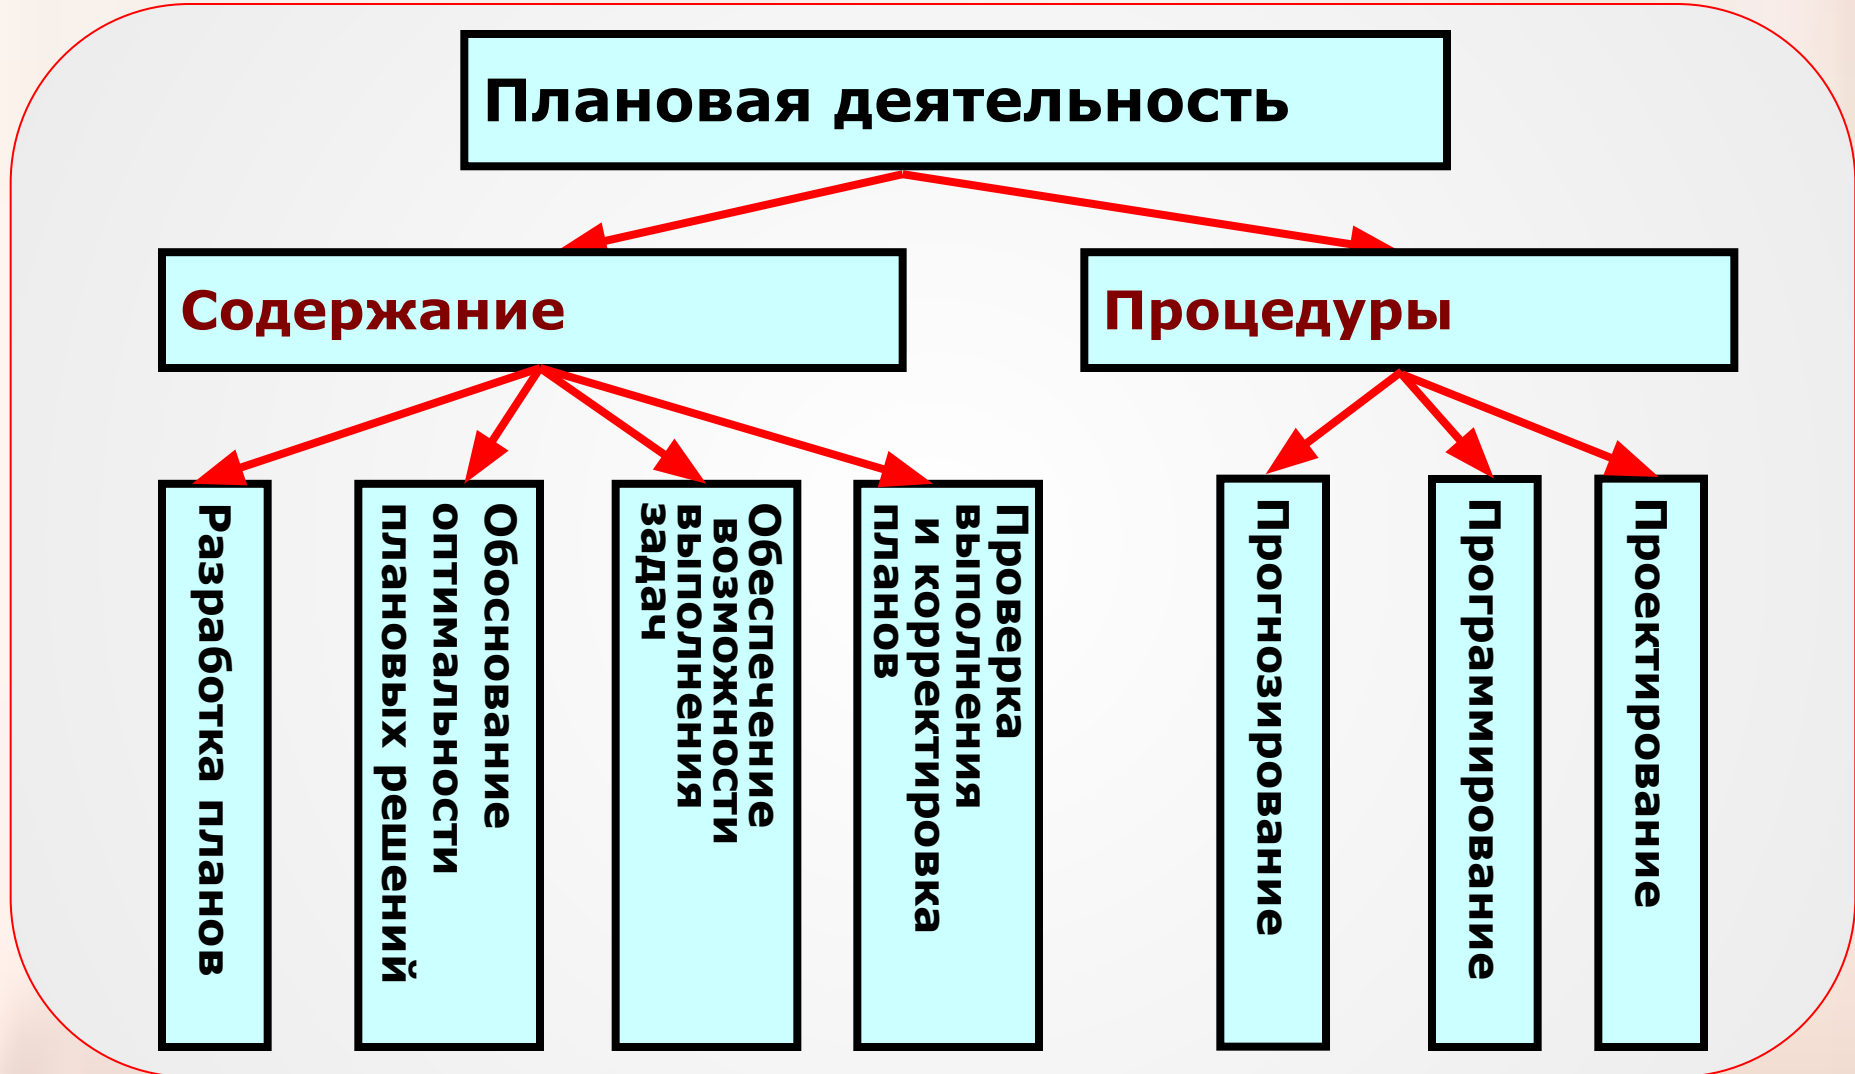 Плановая деятельность
Содержание
Процедуры
Разработка планов
Обоснование
оптимальности
плановых решений
Обеспечение
возможности
выполнения
задач
Проверка
выполнения
и корректировка
планов
Прогнозирование
Программирование
Проектирование